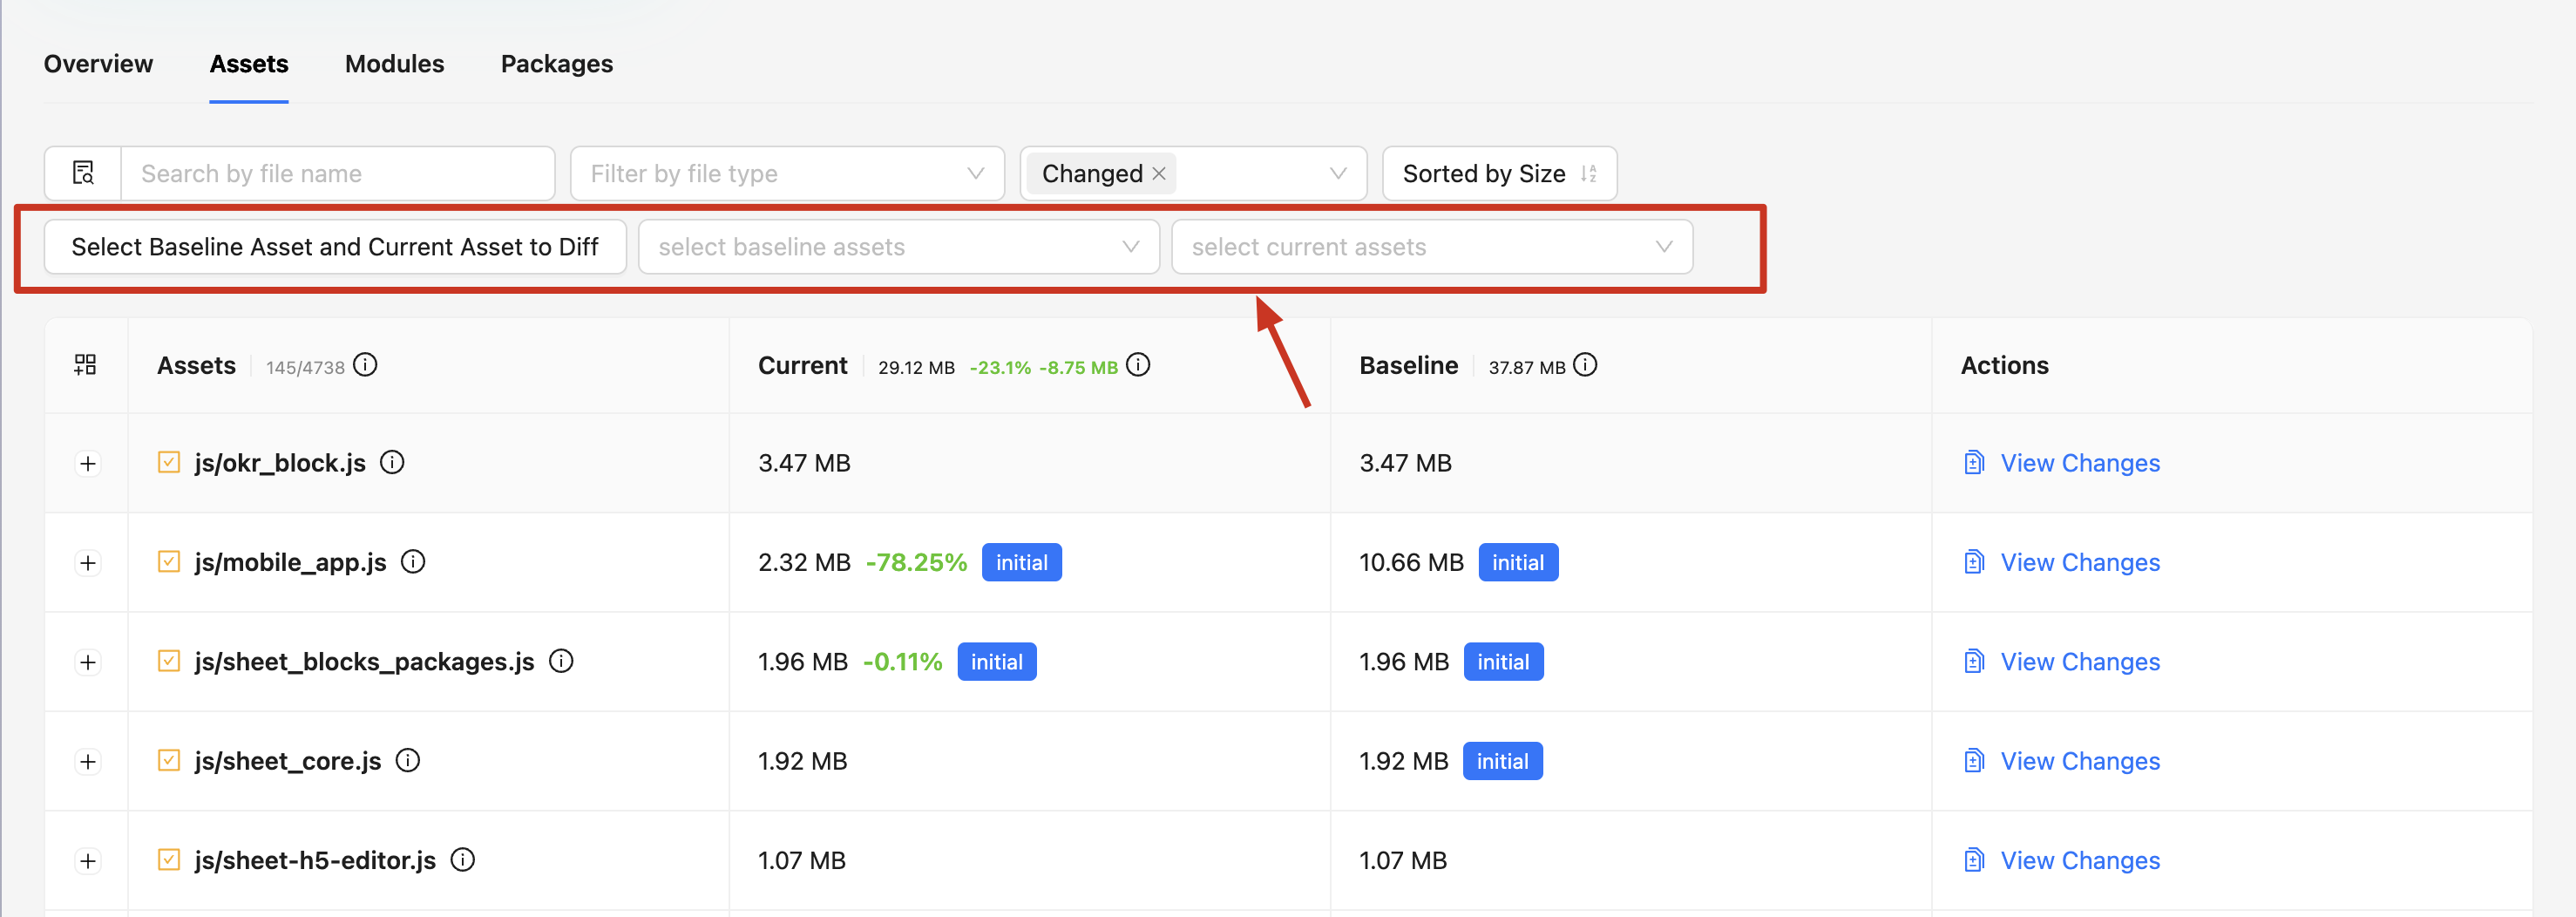 Overview Assets Modules Packages
Search by file name Filter by file type Changed Sorted by Size
Select Baseline Asset and Current Asset to Diff select baseline assets select current assets
Assets 145/4738 Current 29.12 MB -23.1% -8.75 MB Baseline 37.87 MB Actions
js/okr_block.js 3.47 MB 3.47 MB View Changes
js/mobile_app.js 2.32 MB -78.25% initial 10.66 MB initial View Changes
js/sheet_blocks_packages.js 1.96 MB -0.11% initial 1.96 MB initial View Changes
js/sheet_core.js 1.92 MB 1.92 MB initial View Changes
js/sheet-h5-editor.js 1.07 MB 1.07 MB View Changes